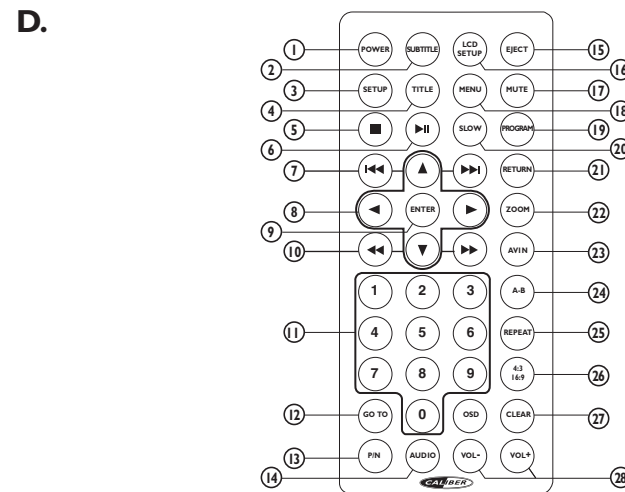 D.
1 POWER SUBTITLE LCD SETUP EJECT 15
2 16
3 SETUP TITLE MENU MUTE 17
4 18
5 SLOW PROGRAM 19
6 20
7 RETURN 21
8 ENTER ZOOM 22
9
10 AVIN 23
1 2 3 A-B 24
11 4 5 6 REPEAT 25
7 8 9 4:3 16:9 26
12 GO TO 0 OSD CLEAR 27
13 P/N AUDIO VOL- VOL+
14 CALIBER 28